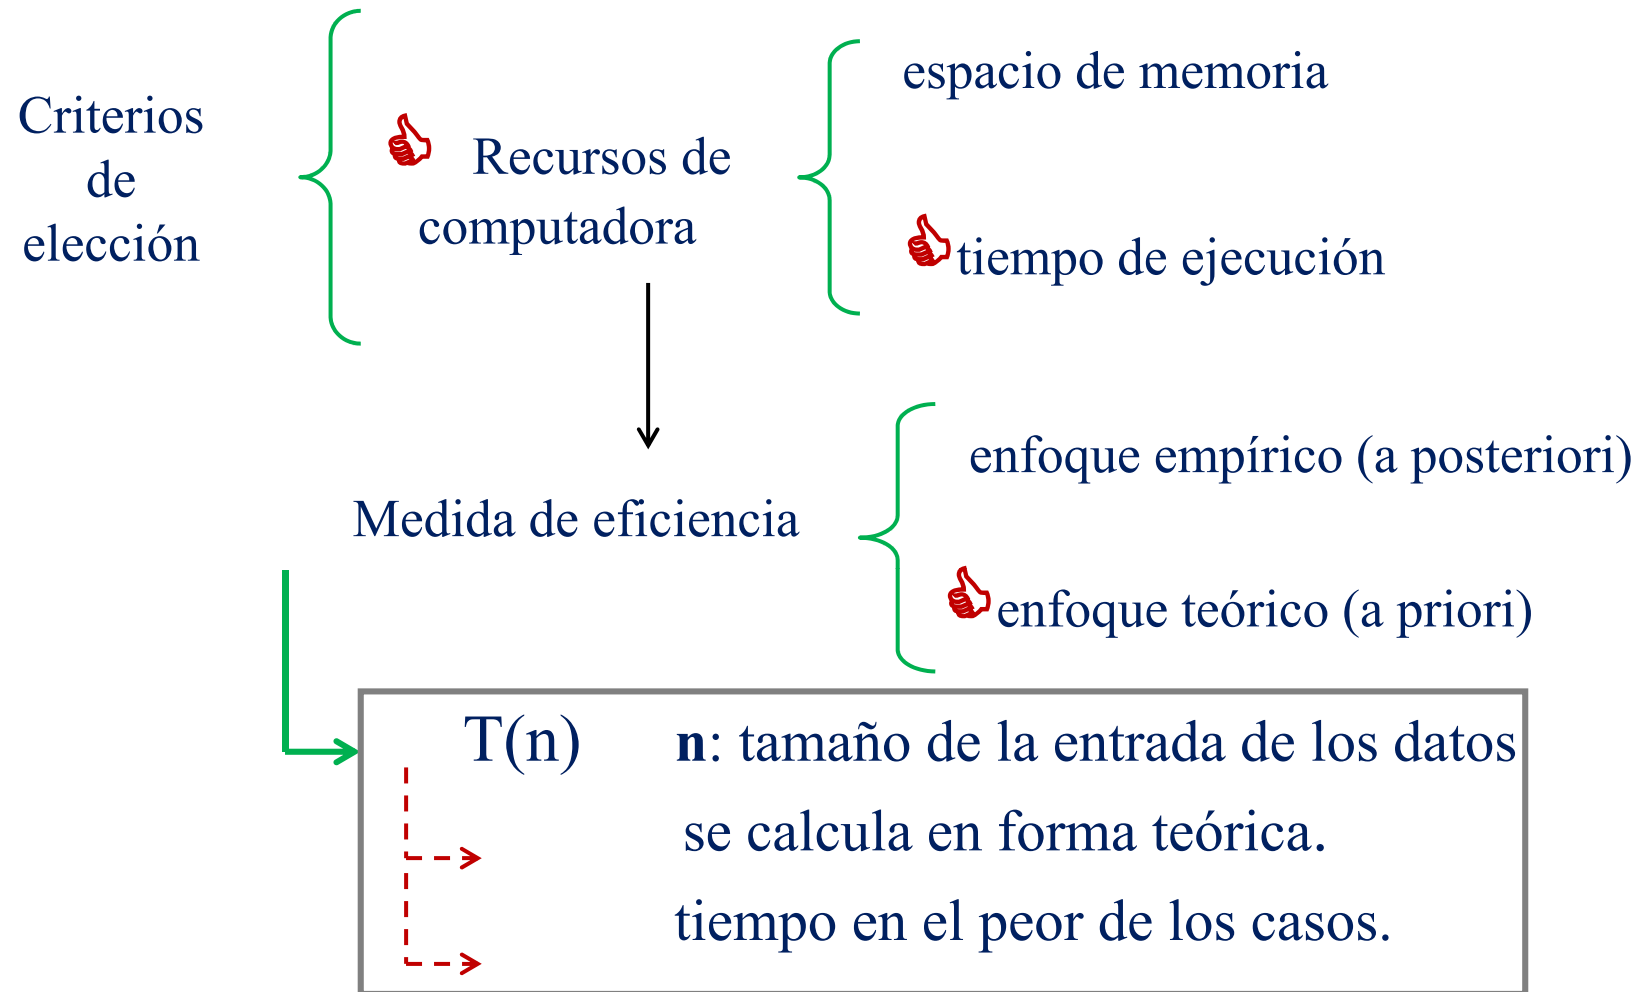 Criterios
de
elección
Recursos de
computadora
espacio de memoria
tiempo de ejecución
Medida de eficiencia
enfoque empírico (a posteriori)
enfoque teórico (a priori)
T(n) n: tamaño de la entrada de los datos
se calcula en forma teórica.
tiempo en el peor de los casos.